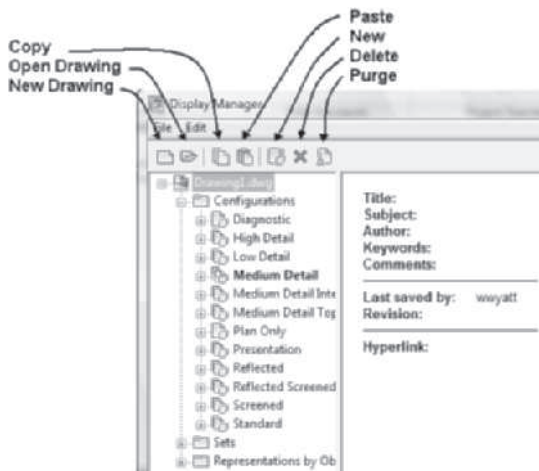 Copy
Open Drawing
New Drawing
Paste
New
Delete
Purge
Display Manager
File Edit
Drawing1.dwg
Configurations
Diagnostic
High Detail
Low Detail
Medium Detail
Medium Detail Inte
Medium Detail Top
Plan Only
Presentation
Reflected
Reflected Screened
Screened
Standard
Sets
Representations by Ob
Title:
Subject:
Author:
Keywords:
Comments:
Last saved by: wwyatt
Revision:
Hyperlink: